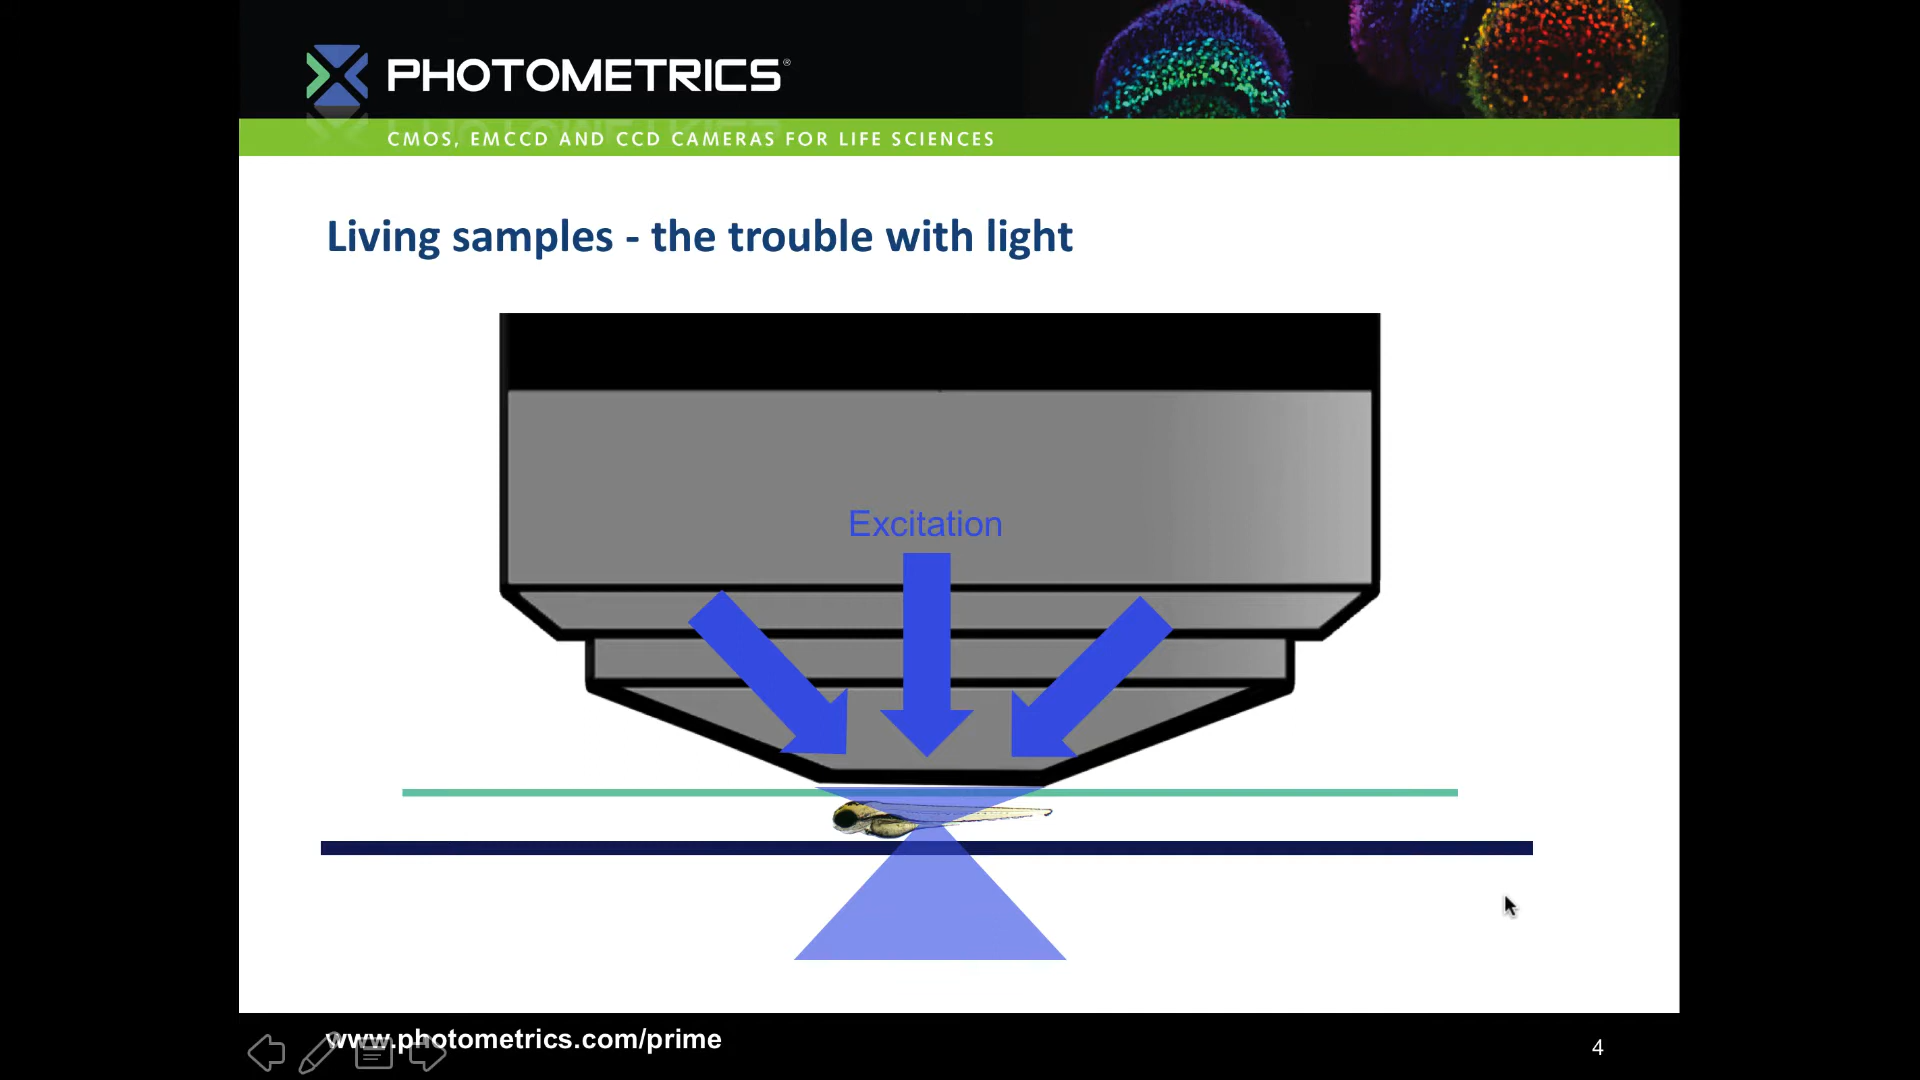 PHOTOMETRICS®
CMOS, EMCCD AND CCD CAMERAS FOR LIFE SCIENCES
Living samples - the trouble with light
Excitation
www.photometrics.com/prime
4